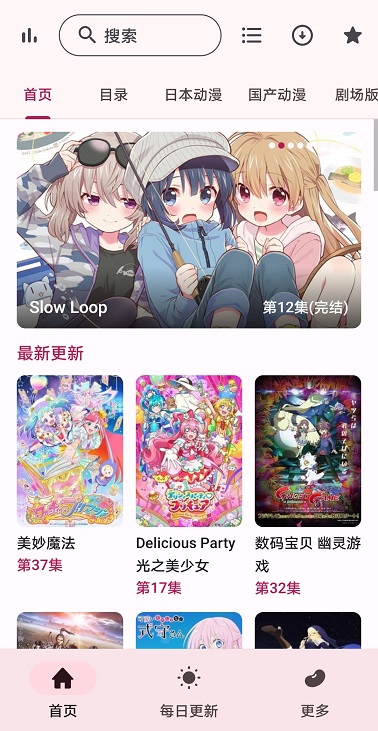 搜索
首页 目录 日本动漫 国产动漫 剧场版
Slow Loop 第12集(完结)
最新更新
美妙魔法 Delicious Party 数码宝贝 幽灵游
第37集 光之美少女 戏
第17集 第32集
首页 每日更新 更多